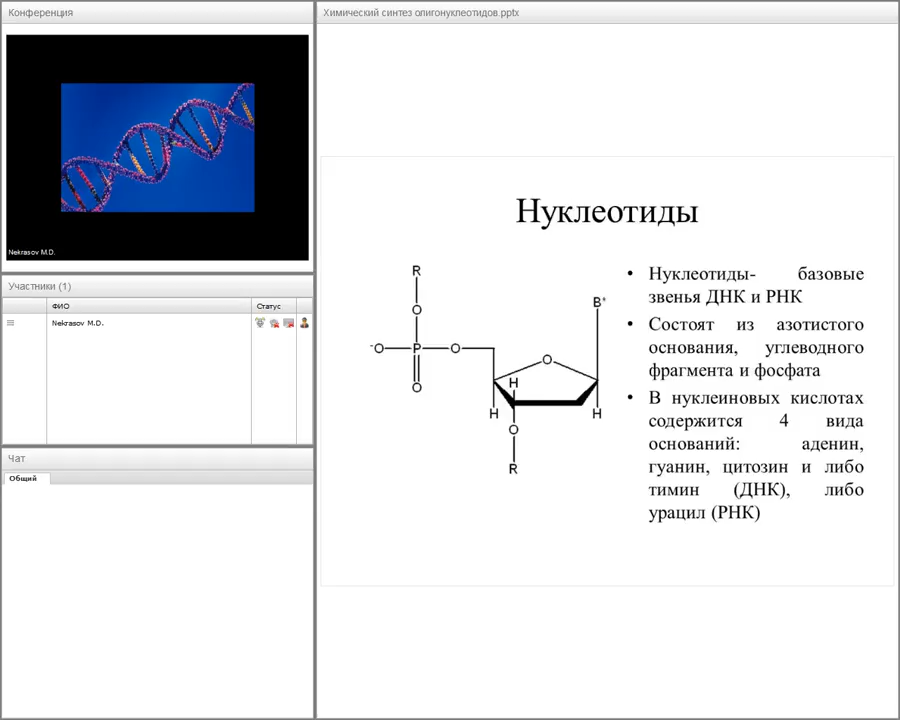 Конференция
Nekrasov M.D.
Участники (1)
ФИО
Статус
Nekrasov M.D.
Чат
Общий
Химический синтез олигонуклеотидов.pptx
Нуклеотиды
R
O
-O
P
O
O
O
B*
H
H
H
O
R
• Нуклеотиды- базовые
звенья ДНК и РНК
• Состоят из азотистого
основания, углеводного
фрагмента и фосфата
• В нуклеиновых кислотах
содержится 4 вида
оснований: аденин,
гуанин, цитозин и либо
тимин (ДНК), либо
урацил (РНК)